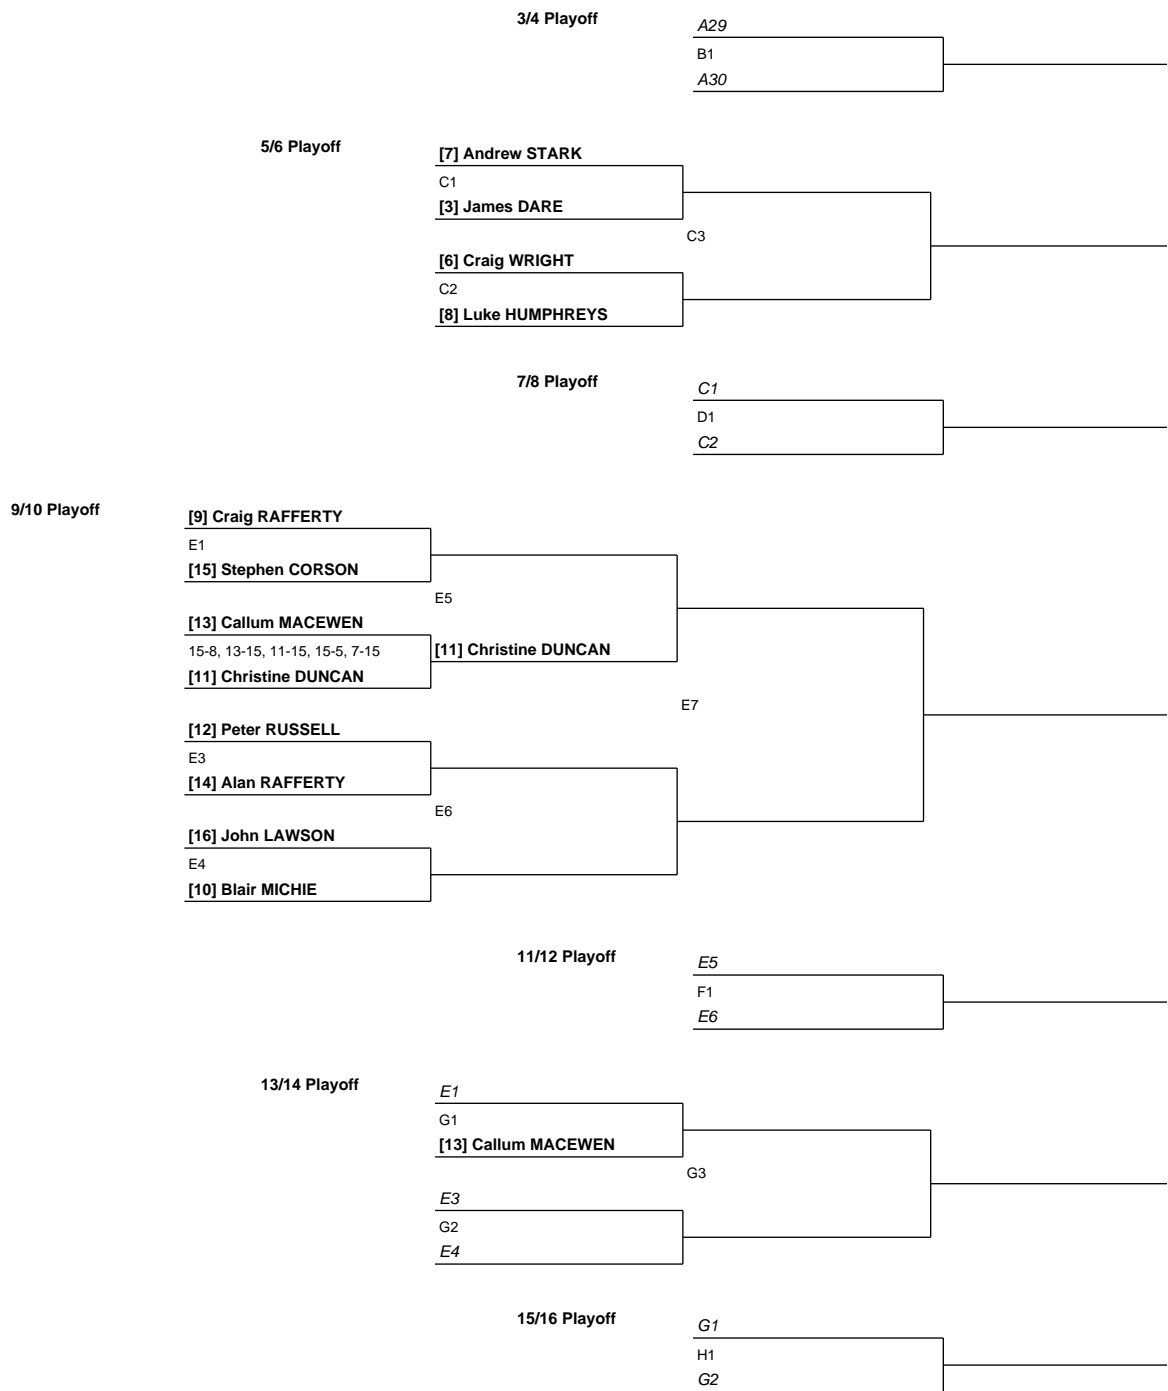 3/4 Playoff
A29
B1
A30
5/6 Playoff
[7] Andrew STARK
C1
[3] James DARE
C3
[6] Craig WRIGHT
C2
[8] Luke HUMPHREYS
7/8 Playoff
C1
D1
C2
9/10 Playoff
[9] Craig RAFFERTY
E1
[15] Stephen CORSON
E5
[13] Callum MACEWEN
15-8, 13-15, 11-15, 15-5, 7-15
[11] Christine DUNCAN
[11] Christine DUNCAN
E7
[12] Peter RUSSELL
E3
[14] Alan RAFFERTY
E6
[16] John LAWSON
E4
[10] Blair MICHIE
11/12 Playoff
E5
F1
E6
13/14 Playoff
E1
G1
[13] Callum MACEWEN
G3
E3
G2
E4
15/16 Playoff
G1
H1
G2